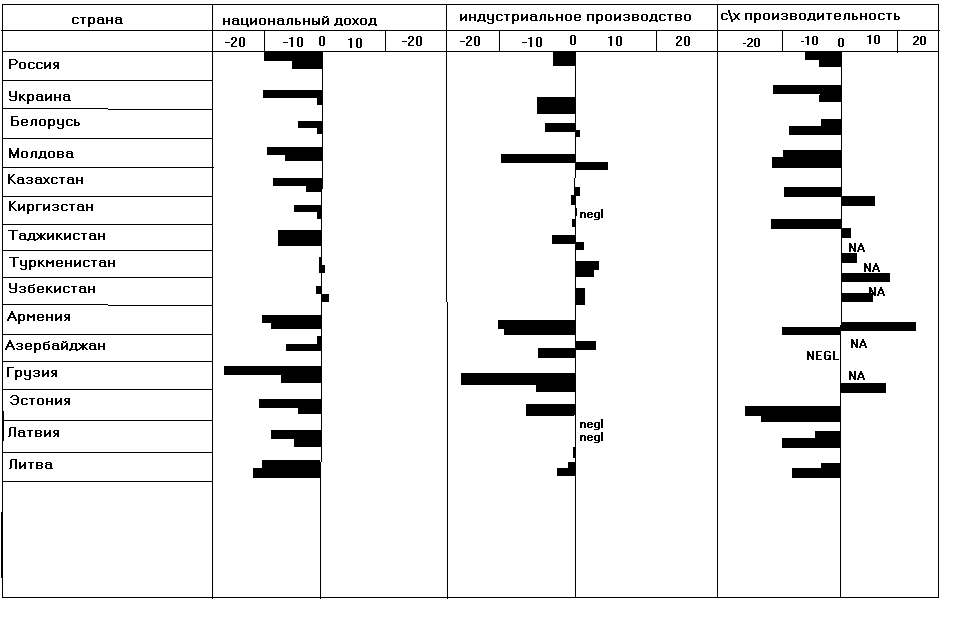 страна национальный доход индустриальное производство с\х производительность
-20 -10 0 10 -20 -20 -10 0 10 20 -20 -10 0 10 20
Россия
Украина
Белорусь
Молдова
Казахстан
Киргизстан negl
Таджикистан NA
Туркменистан NA
Узбекистан NA
Армения
Азербайджан NA
NEGL
Грузия NA
Эстония
negl
Латвия negl
Литва